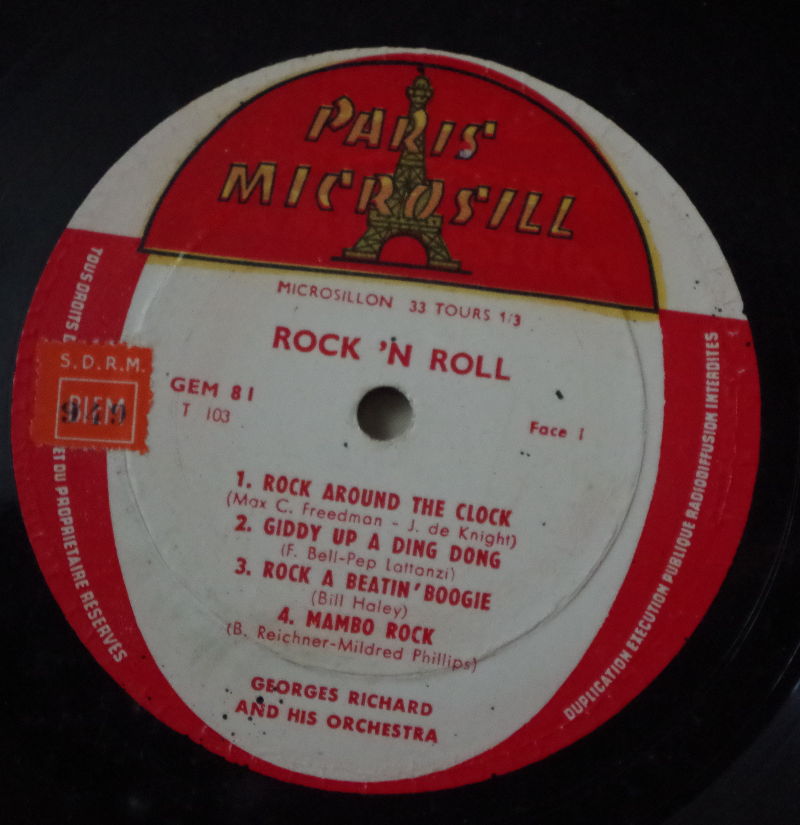 PARIS
MICROSILL
MICROSILLON 33 TOURS 1/3
ROCK 'N ROLL
GEM 81
T 103
Face 1
S.D.R.M.
BIEM
949
1. ROCK AROUND THE CLOCK
(Max C. Freedman - J. de Knight)
2. GIDDY UP A DING DONG
(F. Bell-Pep Lattanzi)
3. ROCK A BEATIN' BOOGIE
(Bill Haley)
4. MAMBO ROCK
(B. Reichner-Mildred Phillips)
GEORGES RICHARD
AND HIS ORCHESTRA
TOUS DROITS
ET DU PROPRIETAIRE RESERVES
DUPLICATION EXECUTION PUBLIQUE RADIODIFFUSION INTERDITES